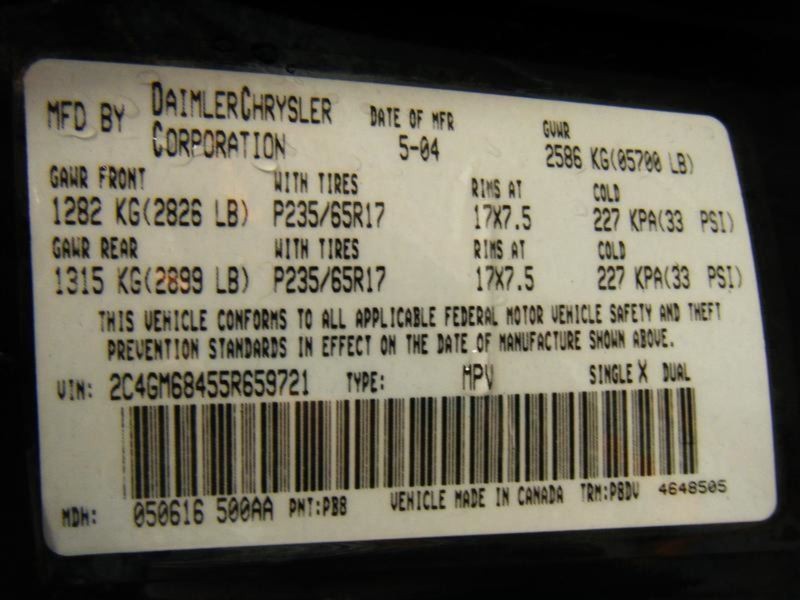 MFD BY DAIMLERCHRYSLER CORPORATION DATE OF MFR 5-04 GVWR 2586 KG(05700 LB)
GAWR FRONT WITH TIRES RIMS AT COLD
1282 KG(2826 LB) P235/65R17 17X7.5 227 KPA(33 PSI)
GAWR REAR WITH TIRES RIMS AT COLD
1315 KG(2899 LB) P235/65R17 17X7.5 227 KPA(33 PSI)
THIS VEHICLE CONFORMS TO ALL APPLICABLE FEDERAL MOTOR VEHICLE SAFETY AND THEFT
PREVENTION STANDARDS IN EFFECT ON THE DATE OF MANUFACTURE SHOWN ABOVE.
VIN: 2C4GM68455R659721 TYPE: MPV SINGLE X DUAL
MDH: 050616 500AA PNT:PB8 VEHICLE MADE IN CANADA TRM:P8DV 4648505